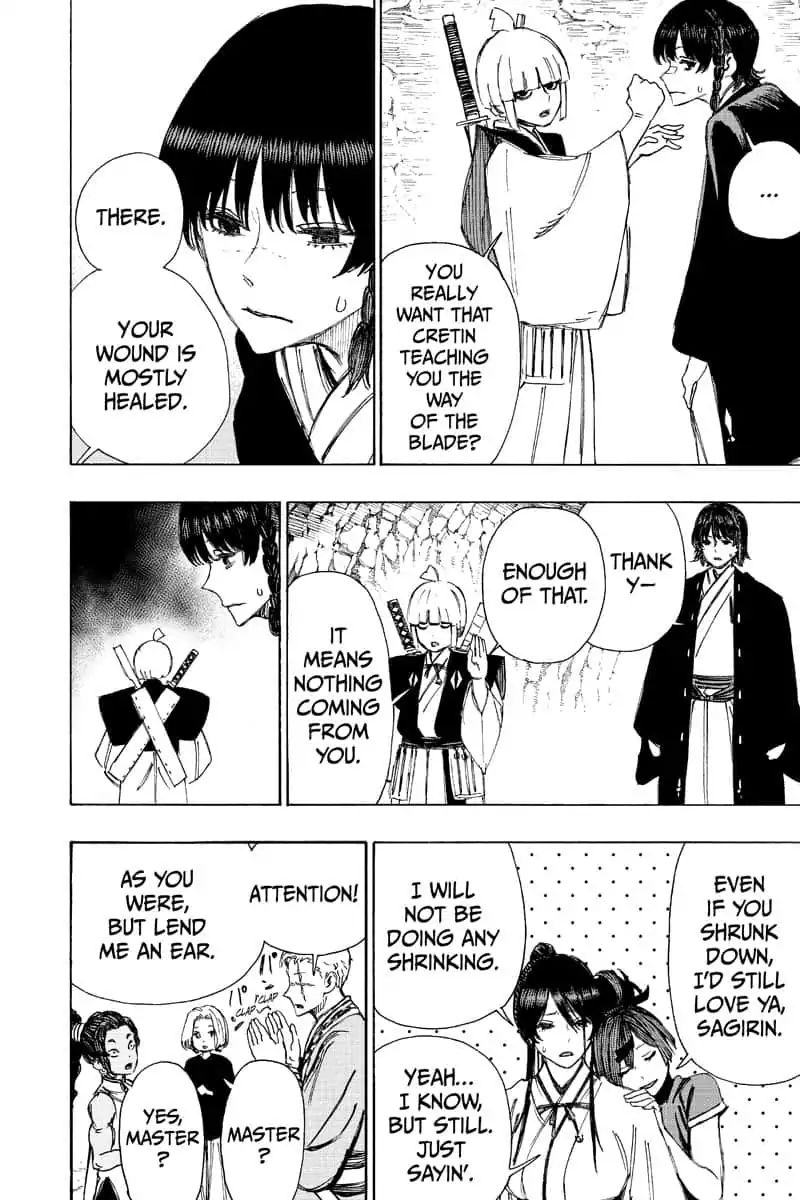 ...
YOU
REALLY
WANT THAT
CRETIN
TEACHING
YOU THE
WAY
OF THE
BLADE?
THERE.
YOUR
WOUND IS
MOSTLY
HEALED.
THANK
Y—
ENOUGH
OF THAT.
IT
MEANS
NOTHING
COMING
FROM
YOU.
EVEN
IF YOU
SHRUNK
DOWN,
I'D STILL
LOVE YA,
SAGIRIN.
I WILL
NOT BE
DOING ANY
SHRINKING.
YEAH...
I KNOW,
BUT STILL.
JUST
SAYIN'.
ATTENTION!
AS YOU
WERE,
BUT LEND
ME AN EAR.
パパ
CLAP
CLAP
MASTER
?
YES,
MASTER
?